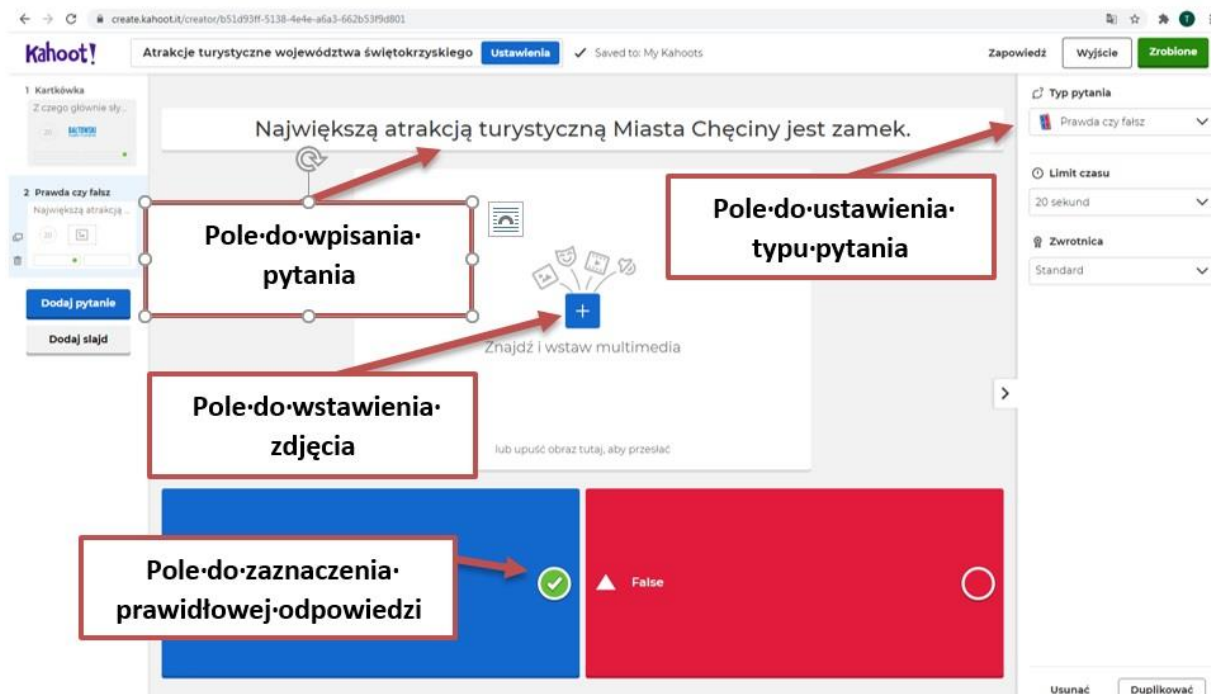 create.kahoot.it/creator/b51d93ff-5138-4e4e-a6a3-662b53f9d801
Kahoot!
Atrakcje turystyczne województwa świętokrzyskiego
Ustawienia
Saved to: My Kahoots
Zapowiedź
Wyjście
Zrobione
1 Kartkówka
Z czego głównie sły...
20
BAŁTOWSKI
2 Prawda czy fałsz
Największa atrakcją ...
20
Dodaj pytanie
Dodaj slajd
Największą atrakcją turystyczną Miasta Chęciny jest zamek.
Pole·do·wpisania·
pytania
Pole·do·ustawienia·
typu·pytania
Znajdź i wstaw multimedia
Pole·do·wstawienia·
zdjęcia
lub upuść obraz tutaj, aby przesłać
Pole·do·zaznaczenia·
prawidłowej·odpowiedzi
False
Typ pytania
Prawda czy fałsz
Limit czasu
20 sekund
Zwrotnica
Standard
Usunąć
Duplikować